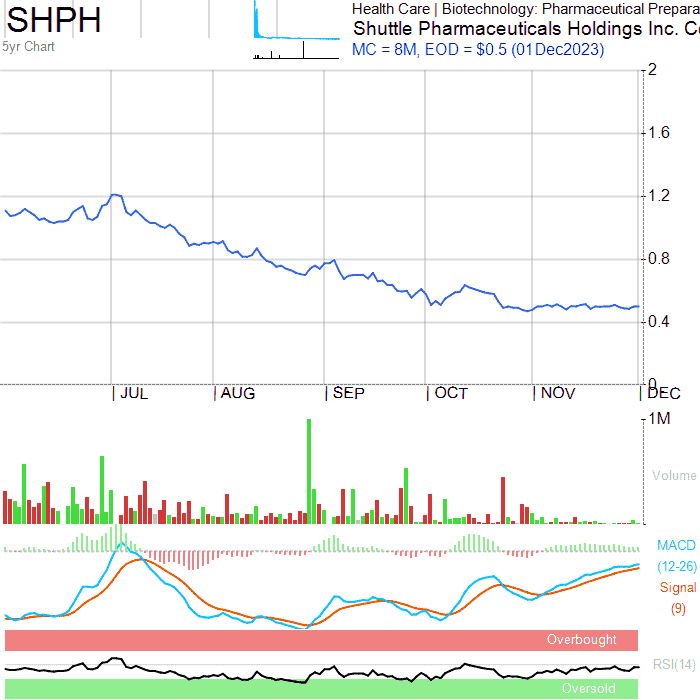 SHPH
5yr Chart
Health Care | Biotechnology: Pharmaceutical Prepara
Shuttle Pharmaceuticals Holdings Inc. Co
MC = 8M, EOD = $0.5 (01Dec2023)
2
1.6
1.2
0.8
0.4
0
JUL AUG SEP OCT NOV DEC
1M
Volume
MACD
(12-26)
Signal
(9)
Overbought
RSI(14)
Oversold